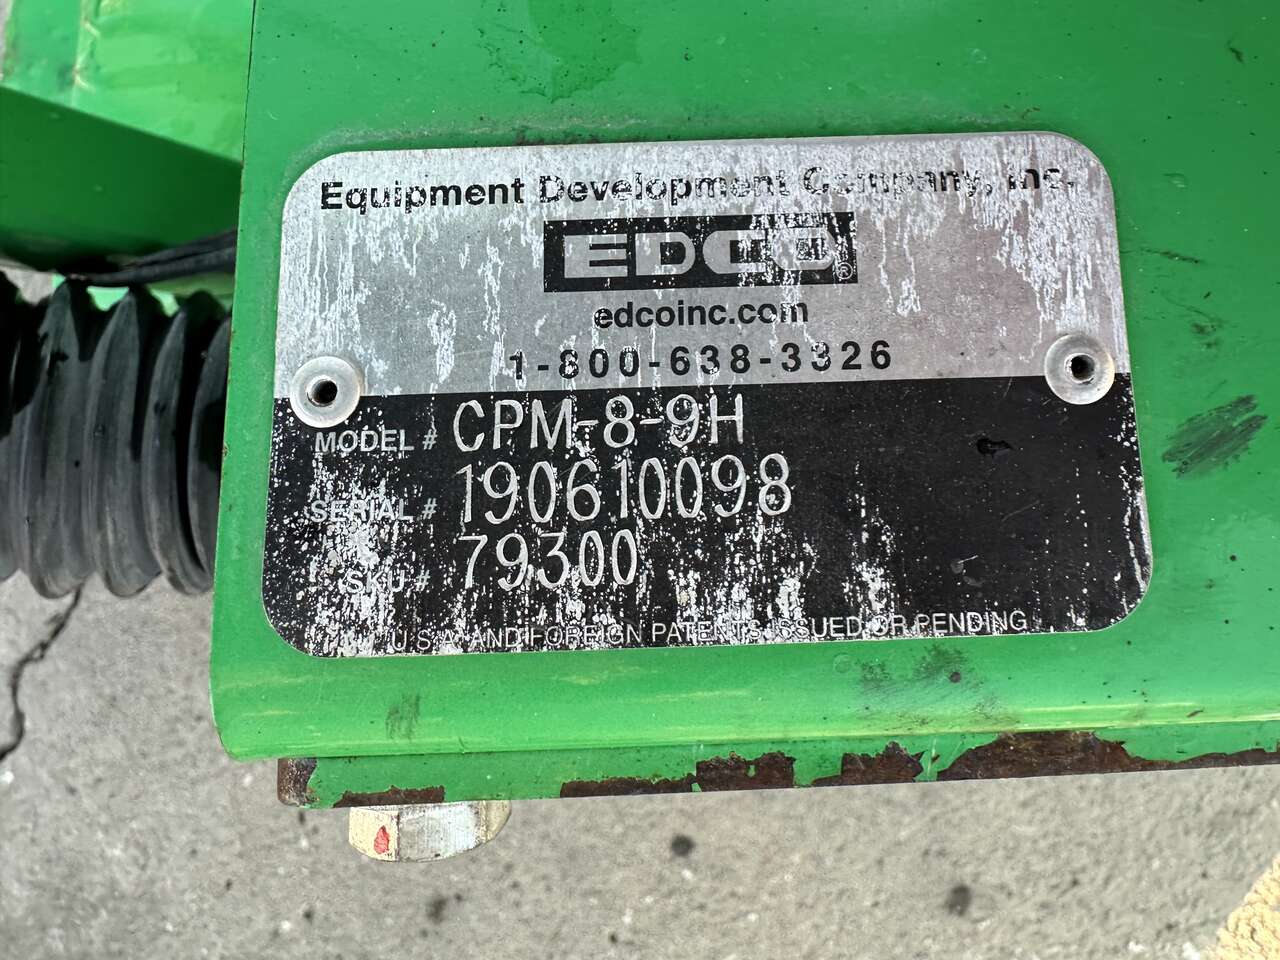 Equipment Development Company, Inc.
EDCO®
edcoinc.com
1-800-638-3326
MODEL # CPM-8-9H
SERIAL # 190610098
SKU # 79300
U.S.A. AND FOREIGN PATENTS ISSUED OR PENDING